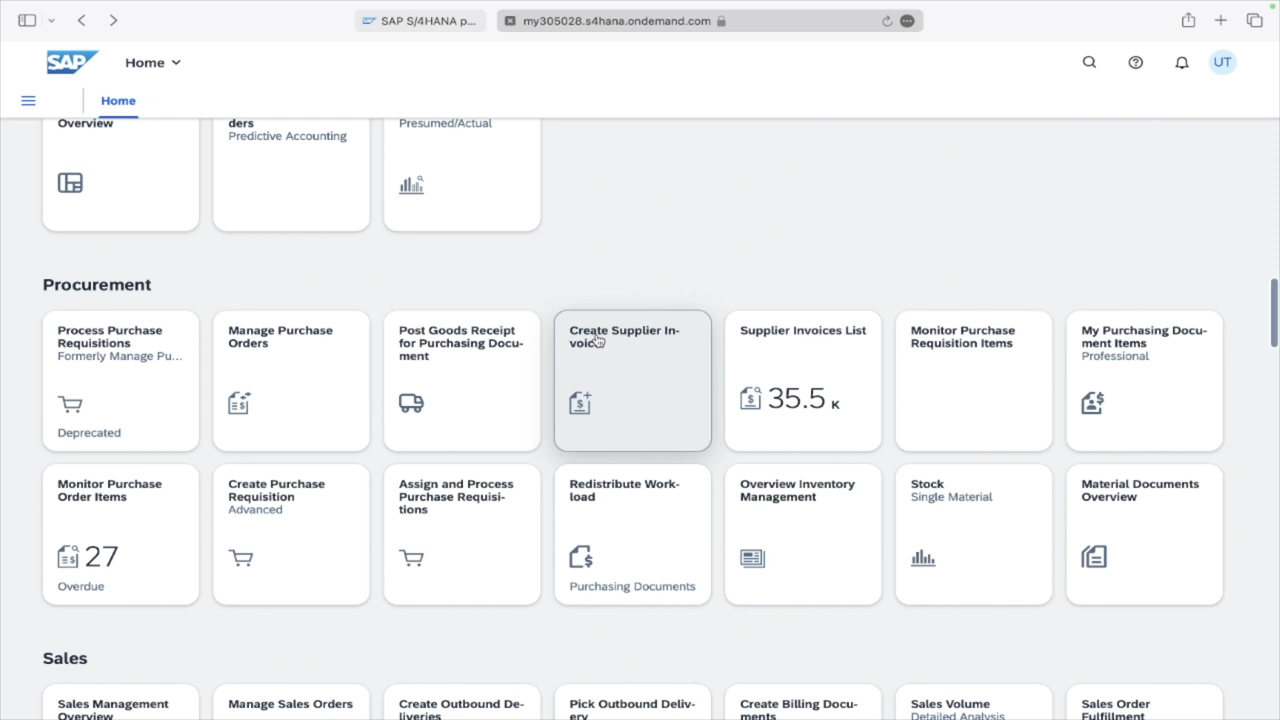 SAP S/4HANA p...
my305028.s4hana.ondemand.com
SAP
Home
UT
Home
Overview
ders
Predictive Accounting
Presumed/Actual
Procurement
Process Purchase
Requisitions
Formerly Manage Pu...
Deprecated
Manage Purchase
Orders
Post Goods Receipt
for Purchasing Docu-
ment
Create Supplier In-
voice
Supplier Invoices List
35.5 K
Monitor Purchase
Requisition Items
My Purchasing Docu-
ment Items
Professional
Monitor Purchase
Order Items
27
Overdue
Create Purchase
Requisition
Advanced
Assign and Process
Purchase Requisi-
tions
Redistribute Work-
load
Purchasing Documents
Overview Inventory
Management
Stock
Single Material
Material Documents
Overview
Sales
Sales Management
Overview
Manage Sales Orders
Create Outbound De-
liveries
Pick Outbound Deliv-
ery
Create Billing Docu-
ments
Sales Volume
Detailed Analysis
Sales Order
Fulfillment